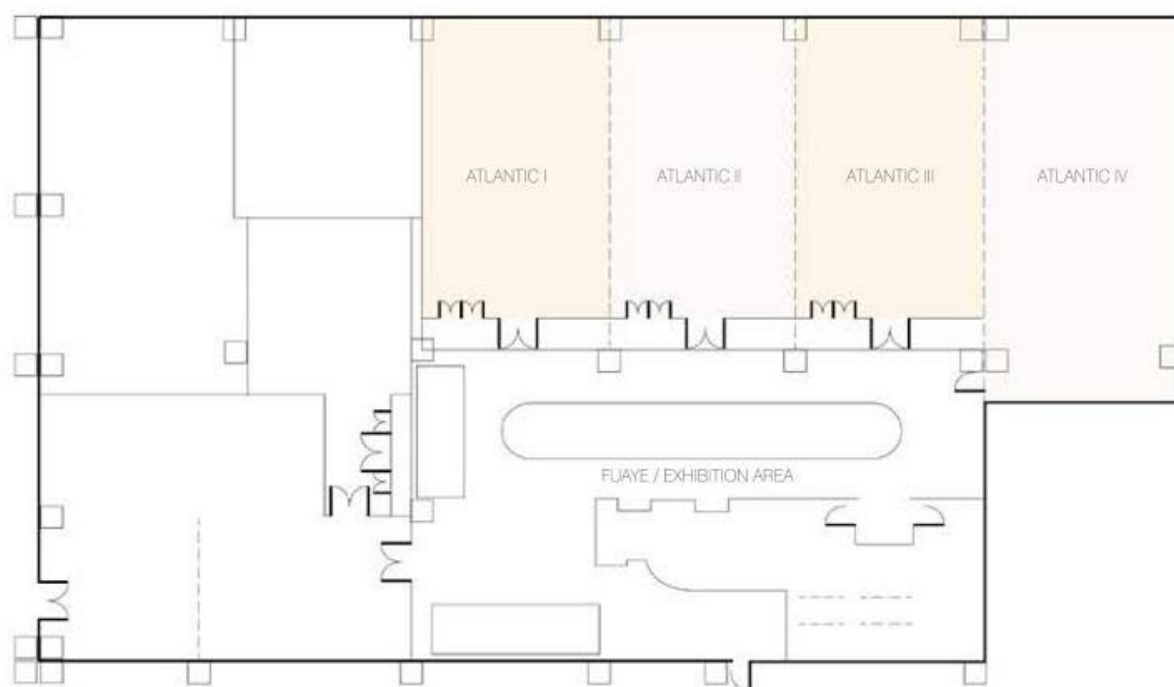 ATLANTIC I
ATLANTIC II
ATLANTIC III
ATLANTIC IV
FUAYE / EXHIBITION AREA